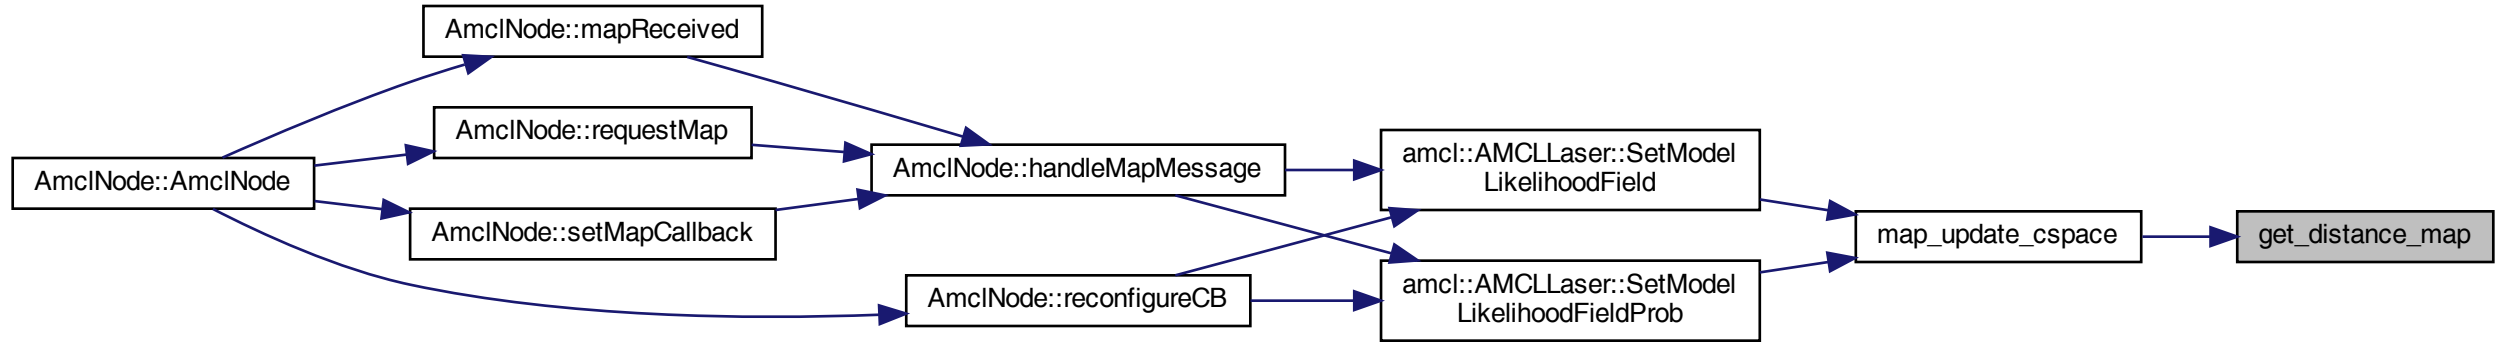 AmclNode::mapReceived
AmclNode::requestMap
AmclNode::AmclNode
AmclNode::setMapCallback
AmclNode::handleMapMessage
AmclNode::reconfigureCB
amcl::AMCLLaser::SetModel
LikelihoodField
amcl::AMCLLaser::SetModel
LikelihoodFieldProb
map_update_cspace
get_distance_map